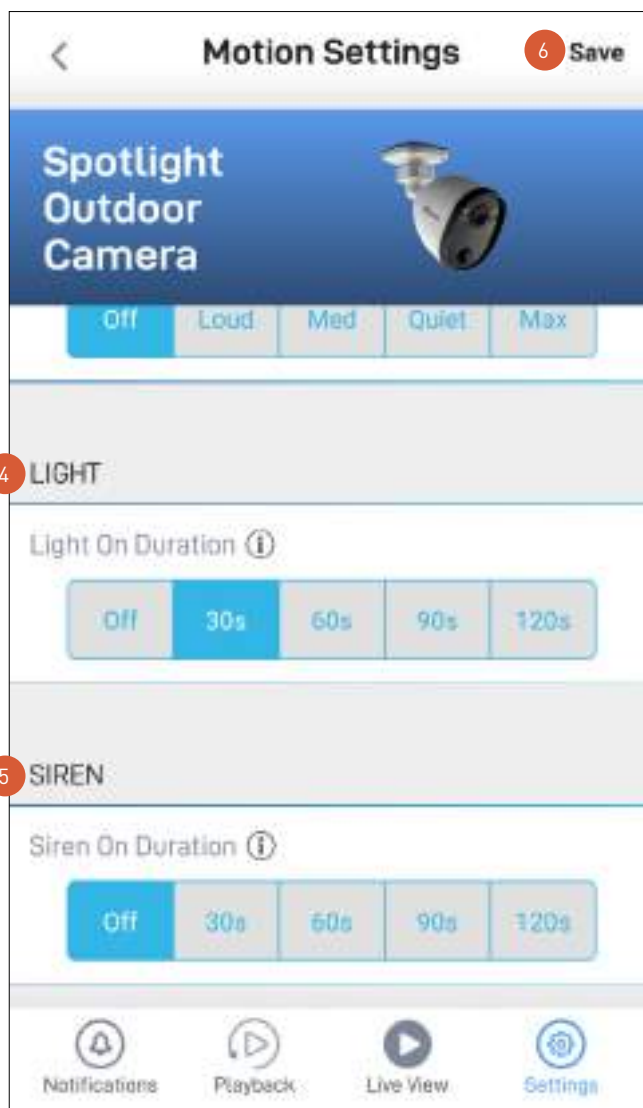 Motion Settings
6 Save
Spotlight
Outdoor
Camera
Off Loud Med Quiet Max
4 LIGHT
Light On Duration
Off 30s 60s 90s 120s
5 SIREN
Siren On Duration
Off 30s 60s 90s 120s
Notifications Playback Live View Settings